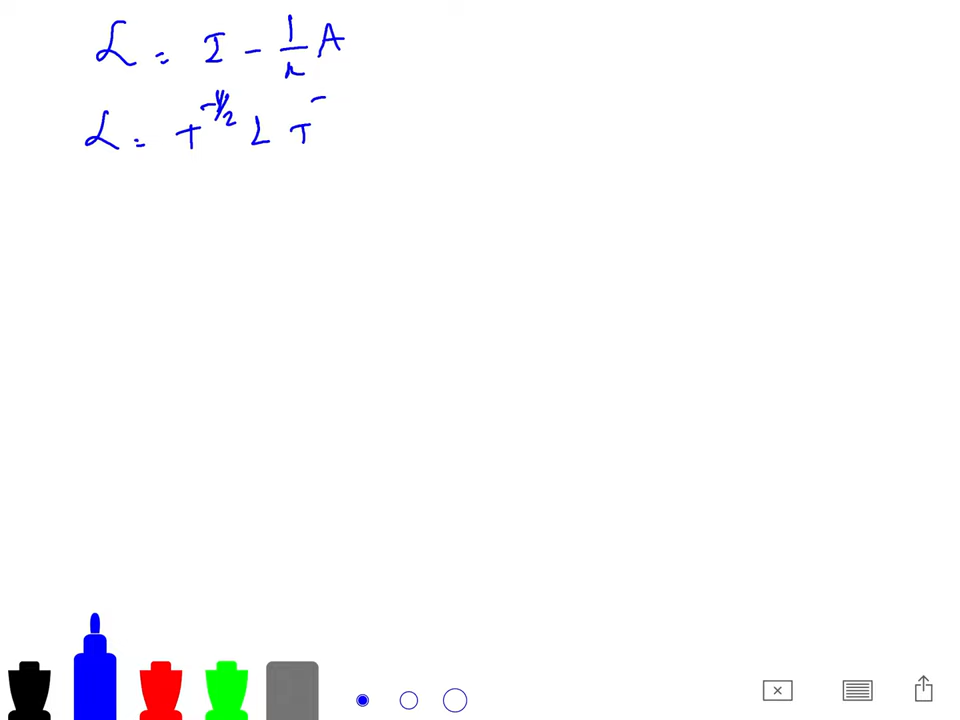 ℒ = I - 1/k A
ℒ = T^{-1/2} L T^{-